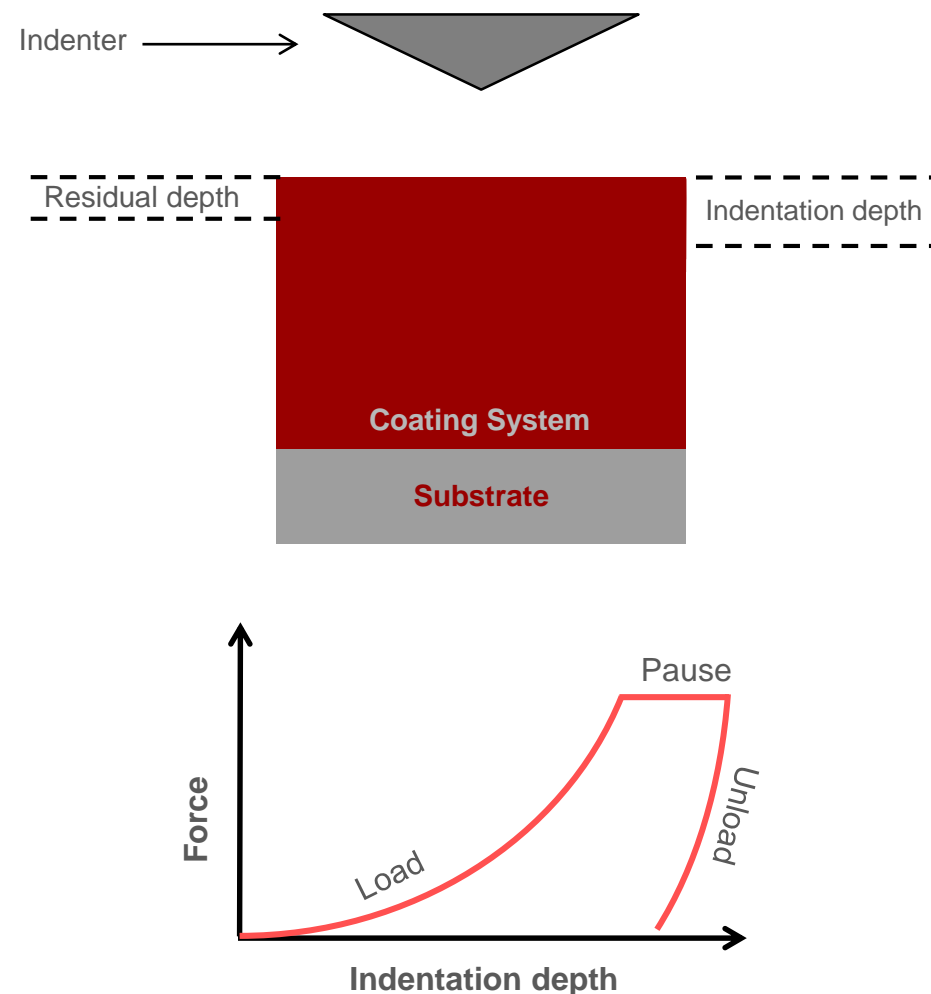 Indenter
Residual depth
Indentation depth
Coating System
Substrate
Pause
Unload
Load
Force
Indentation depth